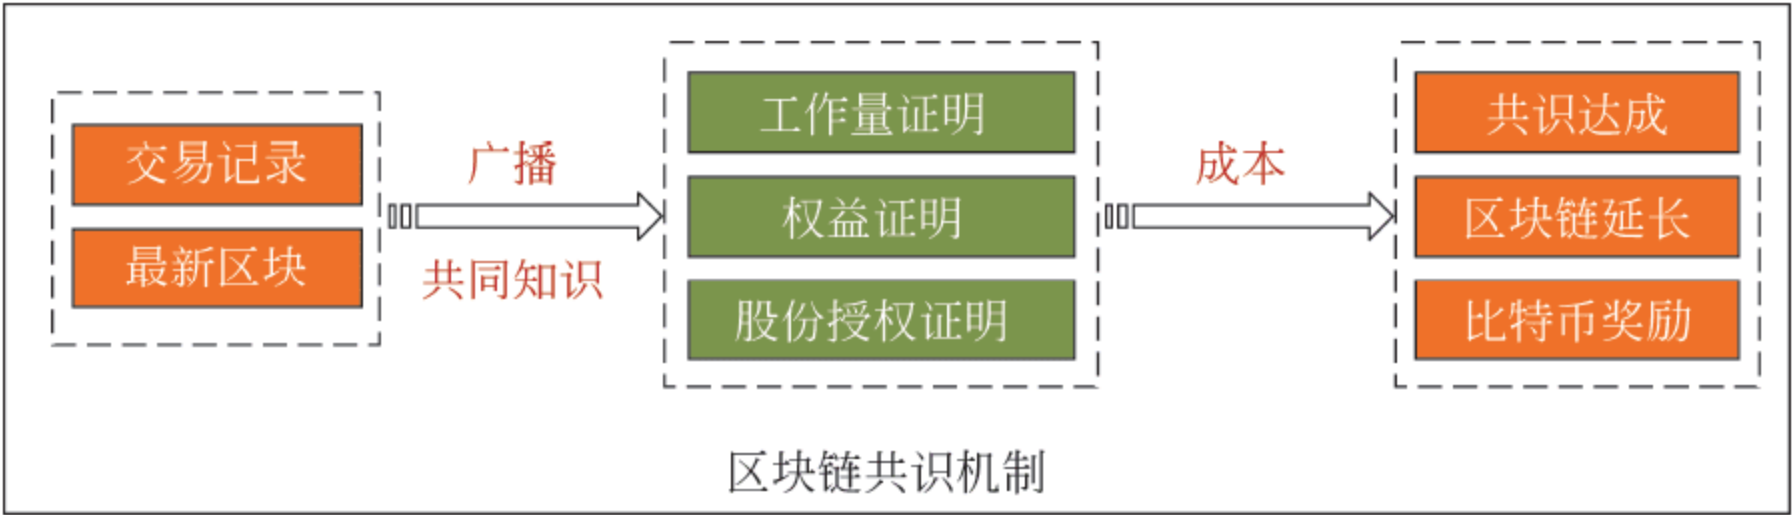 交易记录
最新区块
广播
共同知识
工作量证明
权益证明
股份授权证明
成本
共识达成
区块链延长
比特币奖励
区块链共识机制